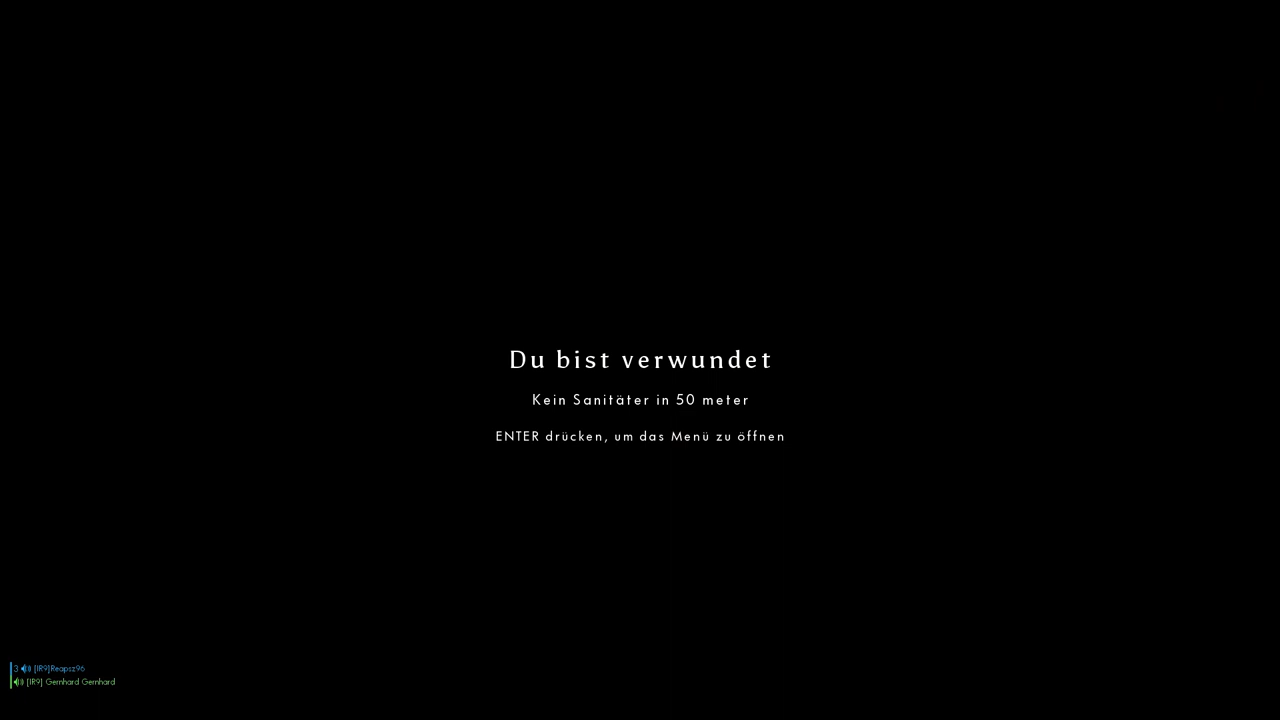 Du bist verwundet
Kein Sanitäter in 50 meter
ENTER drücken, um das Menü zu öffnen
3 [IR9]Reapsz96
[IR9] Gernhard Gernhard